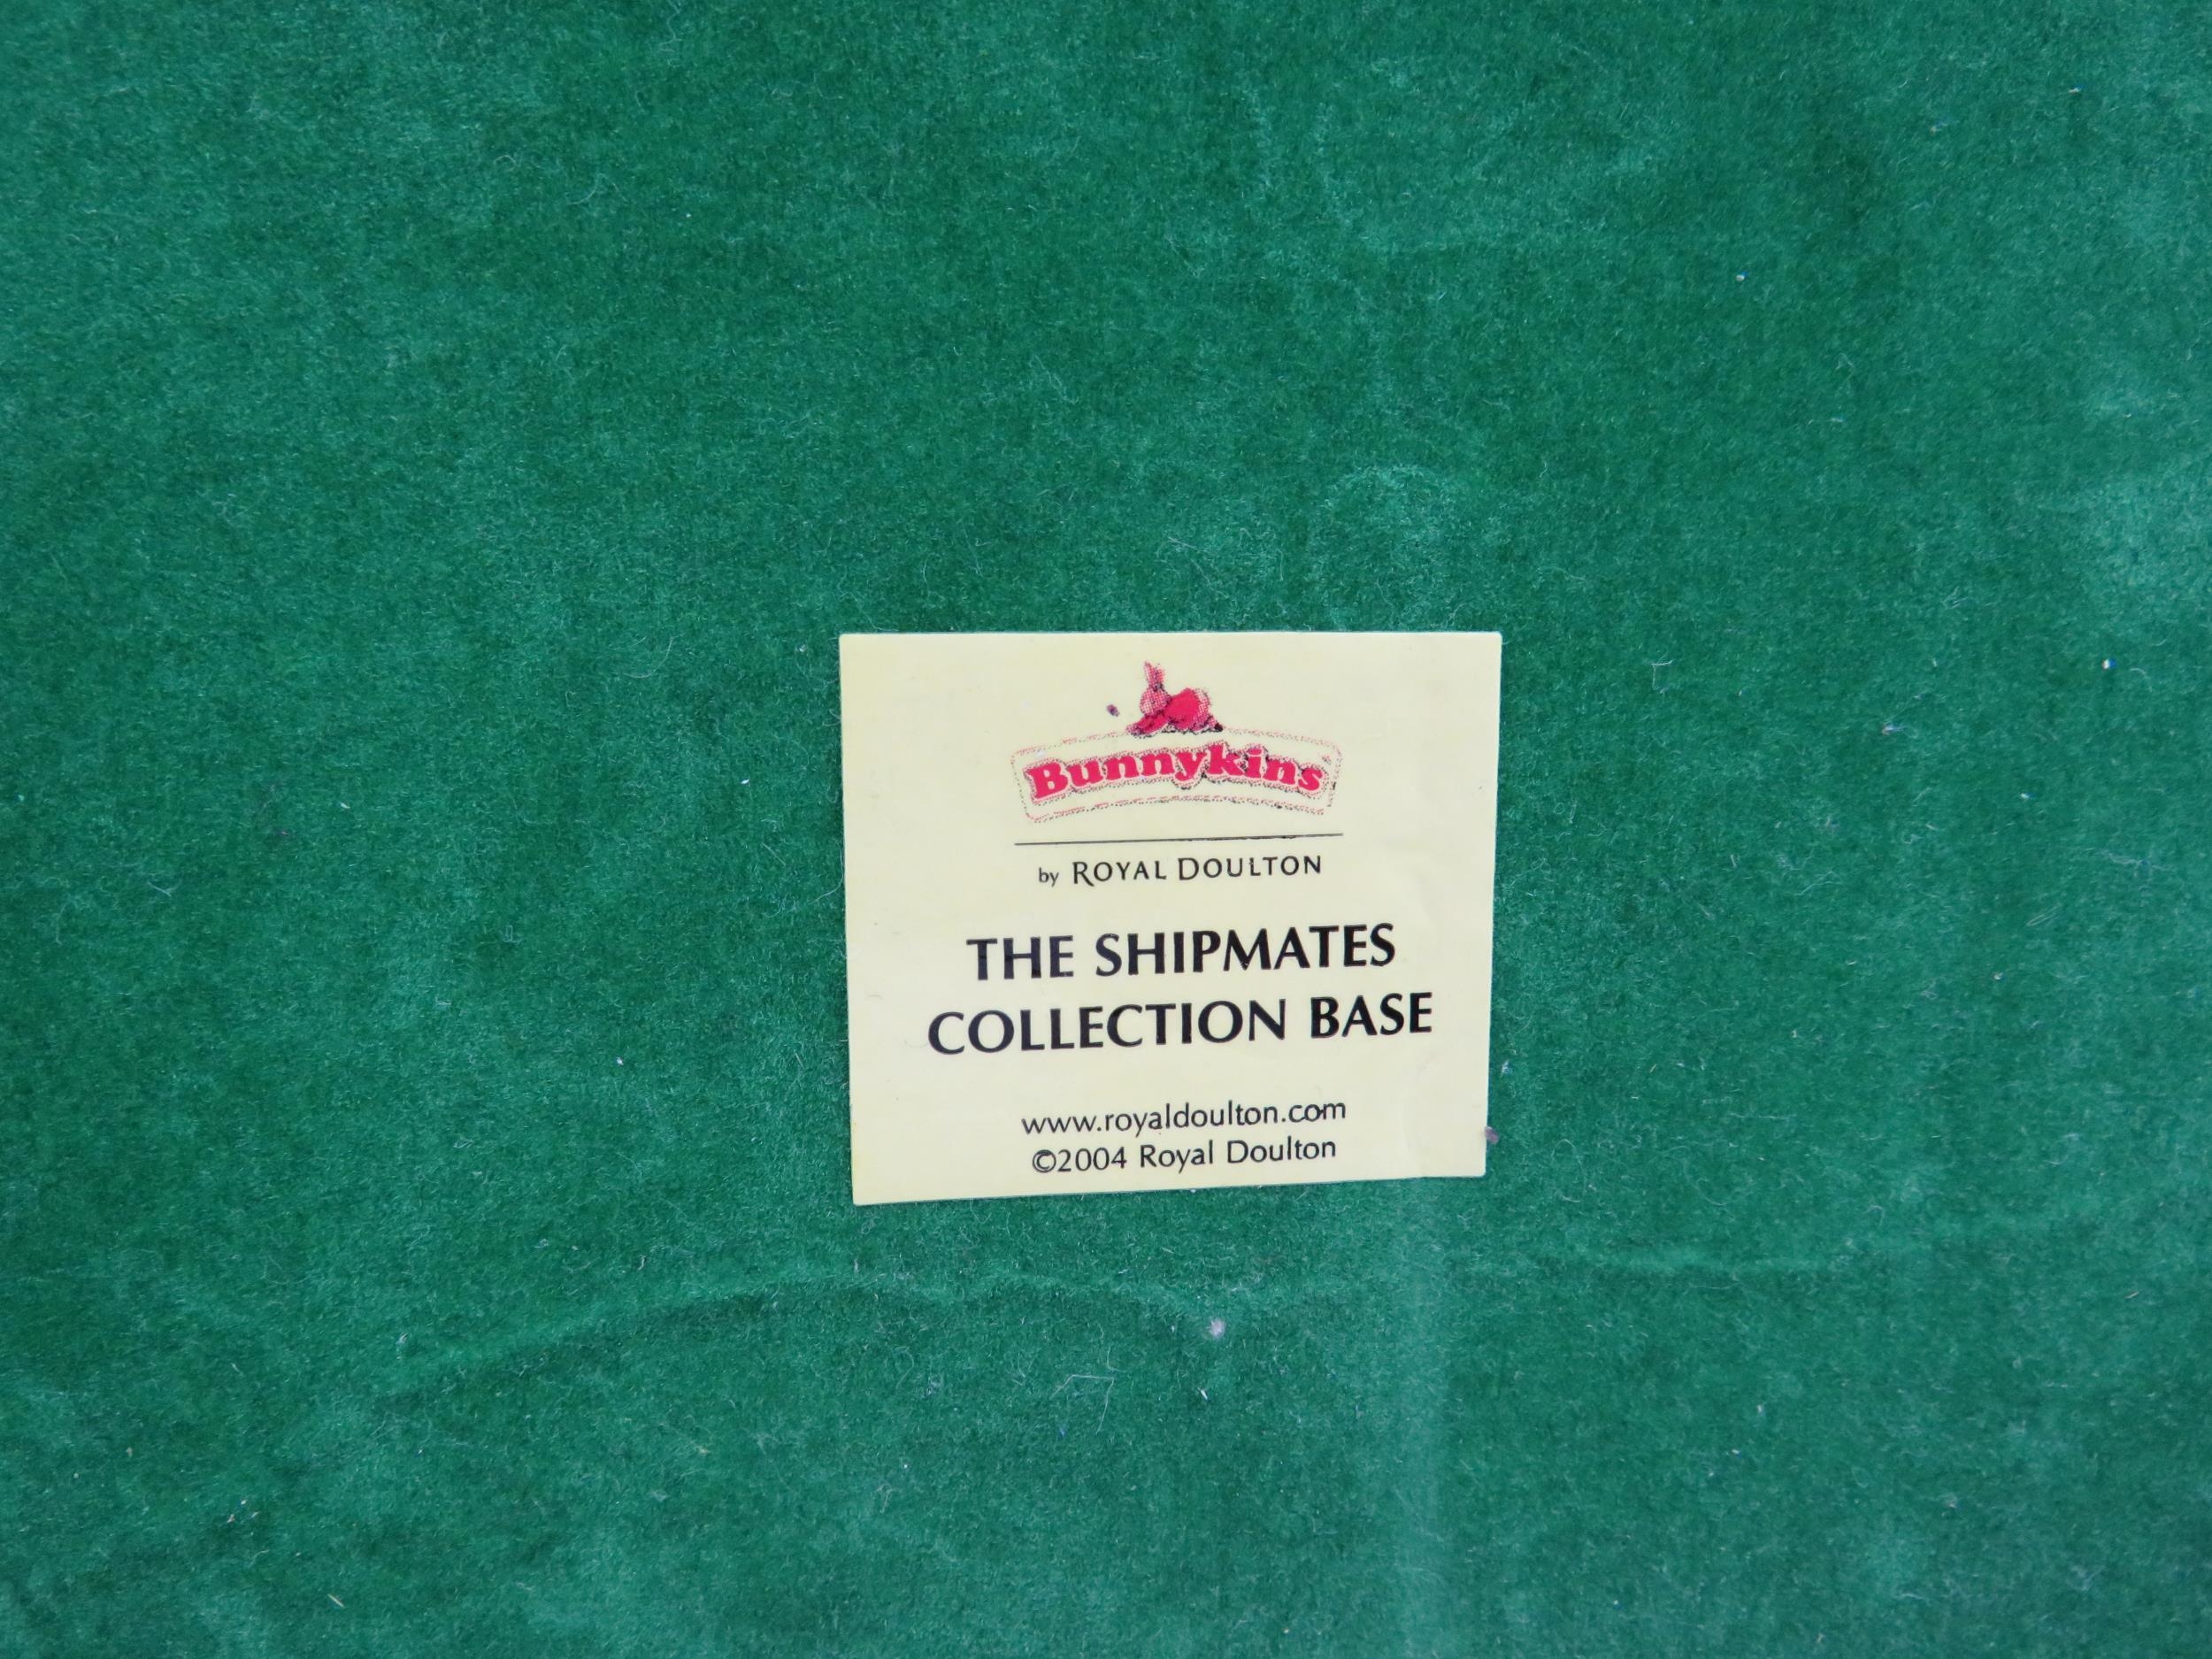 Bunnykins
by ROYAL DOULTON
THE SHIPMATES
COLLECTION BASE
www.royaldoulton.com
©2004 Royal Doulton